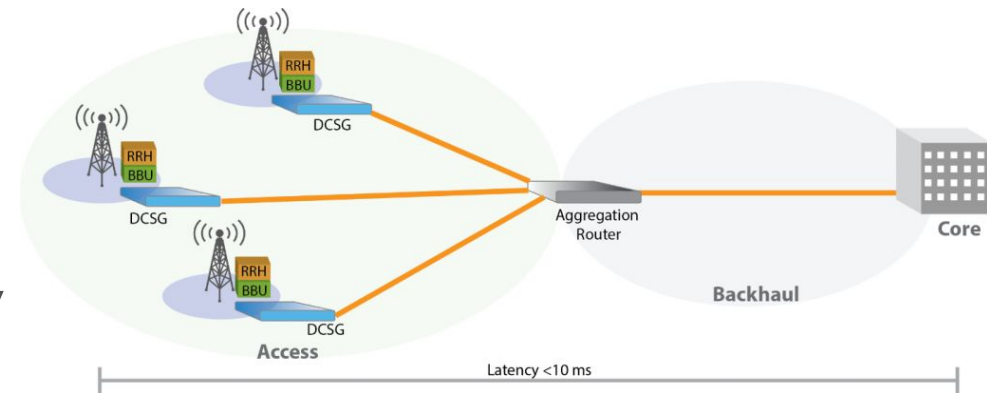 RRH
BBU
DCSG
RRH
BBU
DCSG
Aggregation
Router
Core
RRH
BBU
DCSG
Access
Backhaul
Latency <10 ms